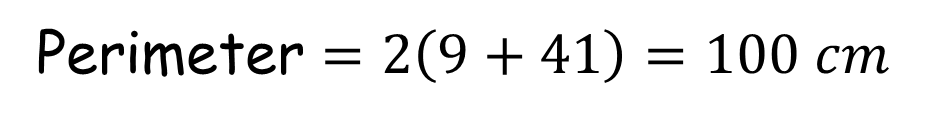 Perimeter = 2(9 + 41) = 100 cm